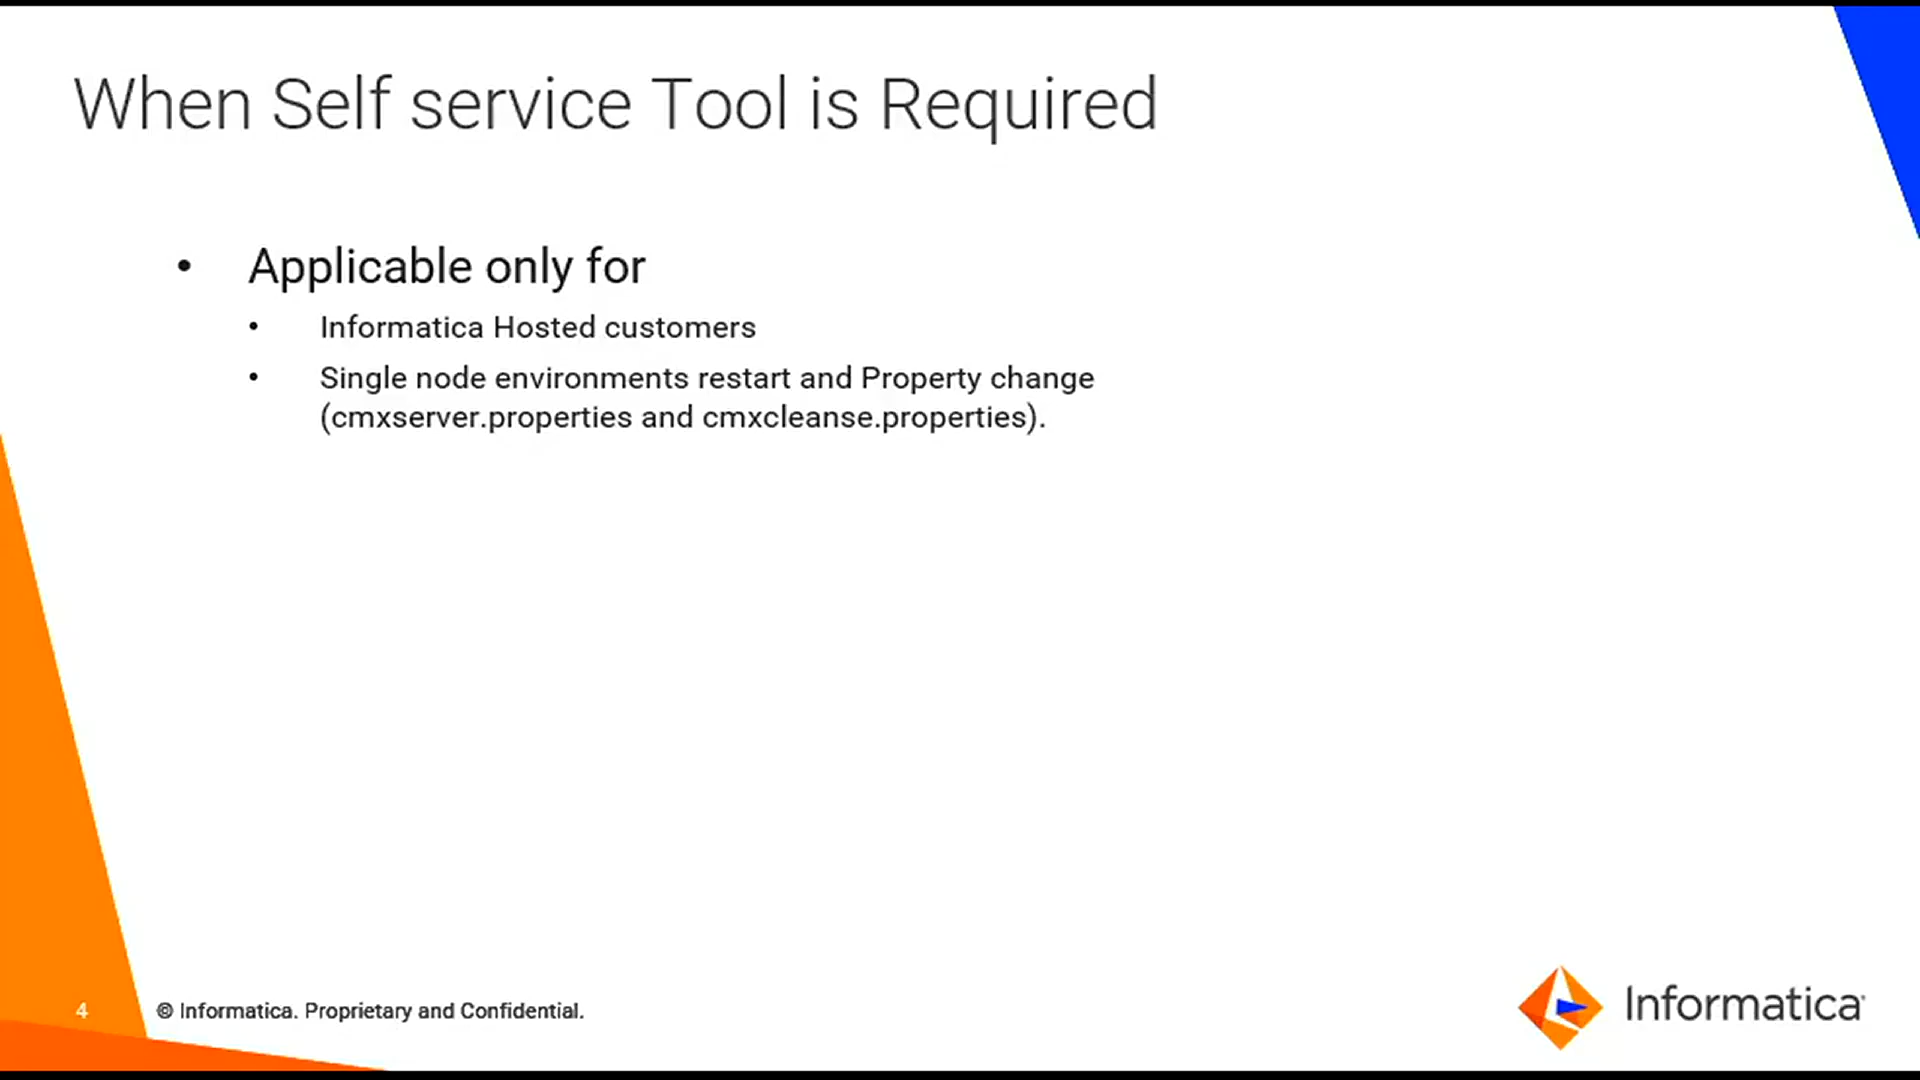 When Self service Tool is Required
• Applicable only for
• Informatica Hosted customers
• Single node environments restart and Property change
(cmxserver.properties and cmxcleanse.properties).
4
© Informatica. Proprietary and Confidential.
Informatica